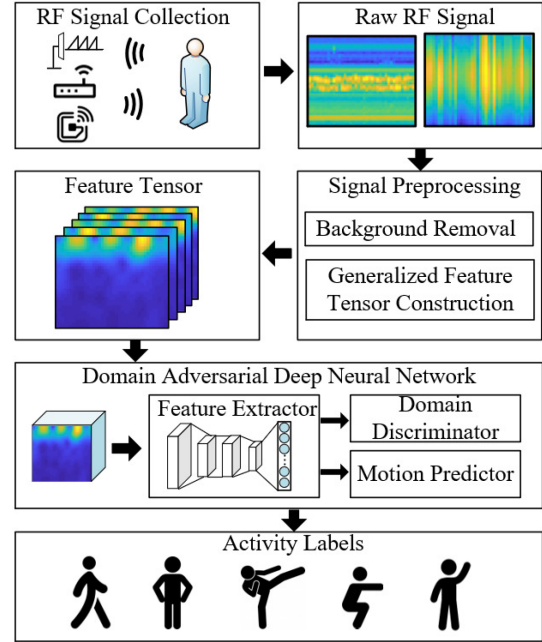 RF Signal Collection
Raw RF Signal
Feature Tensor
Signal Preprocessing
Background Removal
Generalized Feature
Tensor Construction
Domain Adversarial Deep Neural Network
Feature Extractor
Domain
Discriminator
Motion Predictor
Activity Labels